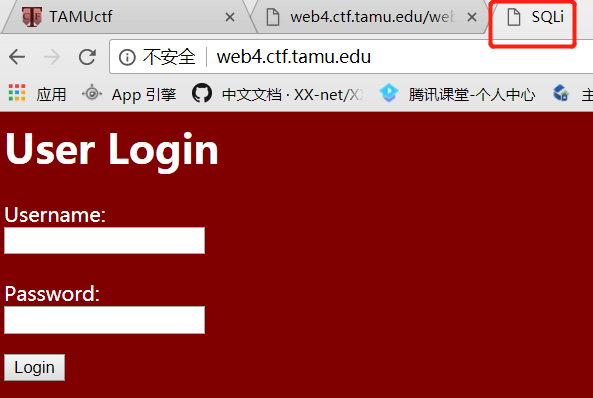 TAMUctf
web4.ctf.tamu.edu/web
SQLi
不安全 web4.ctf.tamu.edu
应用 App 引擎 中文文档 · XX-net/XX 腾讯课堂-个人中心 主
User Login
Username:
Password:
Login